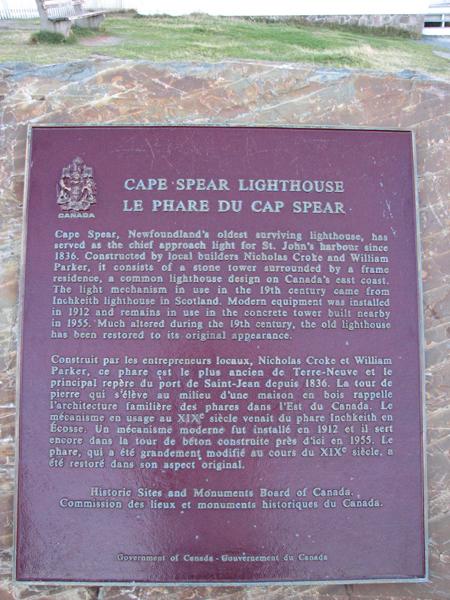 CANADA
CAPE SPEAR LIGHTHOUSE
LE PHARE DU CAP SPEAR
Cape Spear, Newfoundland's oldest surviving lighthouse, has
served as the chief approach light for St. John's harbour since
1836. Constructed by local builders Nicholas Croke and William
Parker, it consists of a stone tower surrounded by a frame
residence, a common lighthouse design on Canada's east coast.
The light mechanism in use in the 19th century came from
Inchkeith lighthouse in Scotland. Modern equipment was installed
in 1912 and remains in use in the concrete tower built nearby
in 1955. Much altered during the 19th century, the old lighthouse
has been restored to its original appearance.
Construit par les entrepreneurs locaux, Nicholas Croke et William
Parker, ce phare est le plus ancien de Terre-Neuve et le
principal repère du port de Saint-Jean depuis 1836. La tour de
pierre qui s'élève au milieu d'une maison en bois rappelle
l'architecture familière des phares dans l'Est du Canada. Le
mécanisme en usage au XIXe siècle venait du phare Inchkeith en
Écosse. Un mécanisme moderne fut installé en 1912 et il sert
encore dans la tour de béton construite près d'ici en 1955. Le
phare, qui a été grandement modifié au cours du XIXe siècle, a
été restoré dans son aspect original.
Historic Sites and Monuments Board of Canada.
Commission des lieux et monuments historiques du Canada.
Government of Canada - Gouvernement du Canada